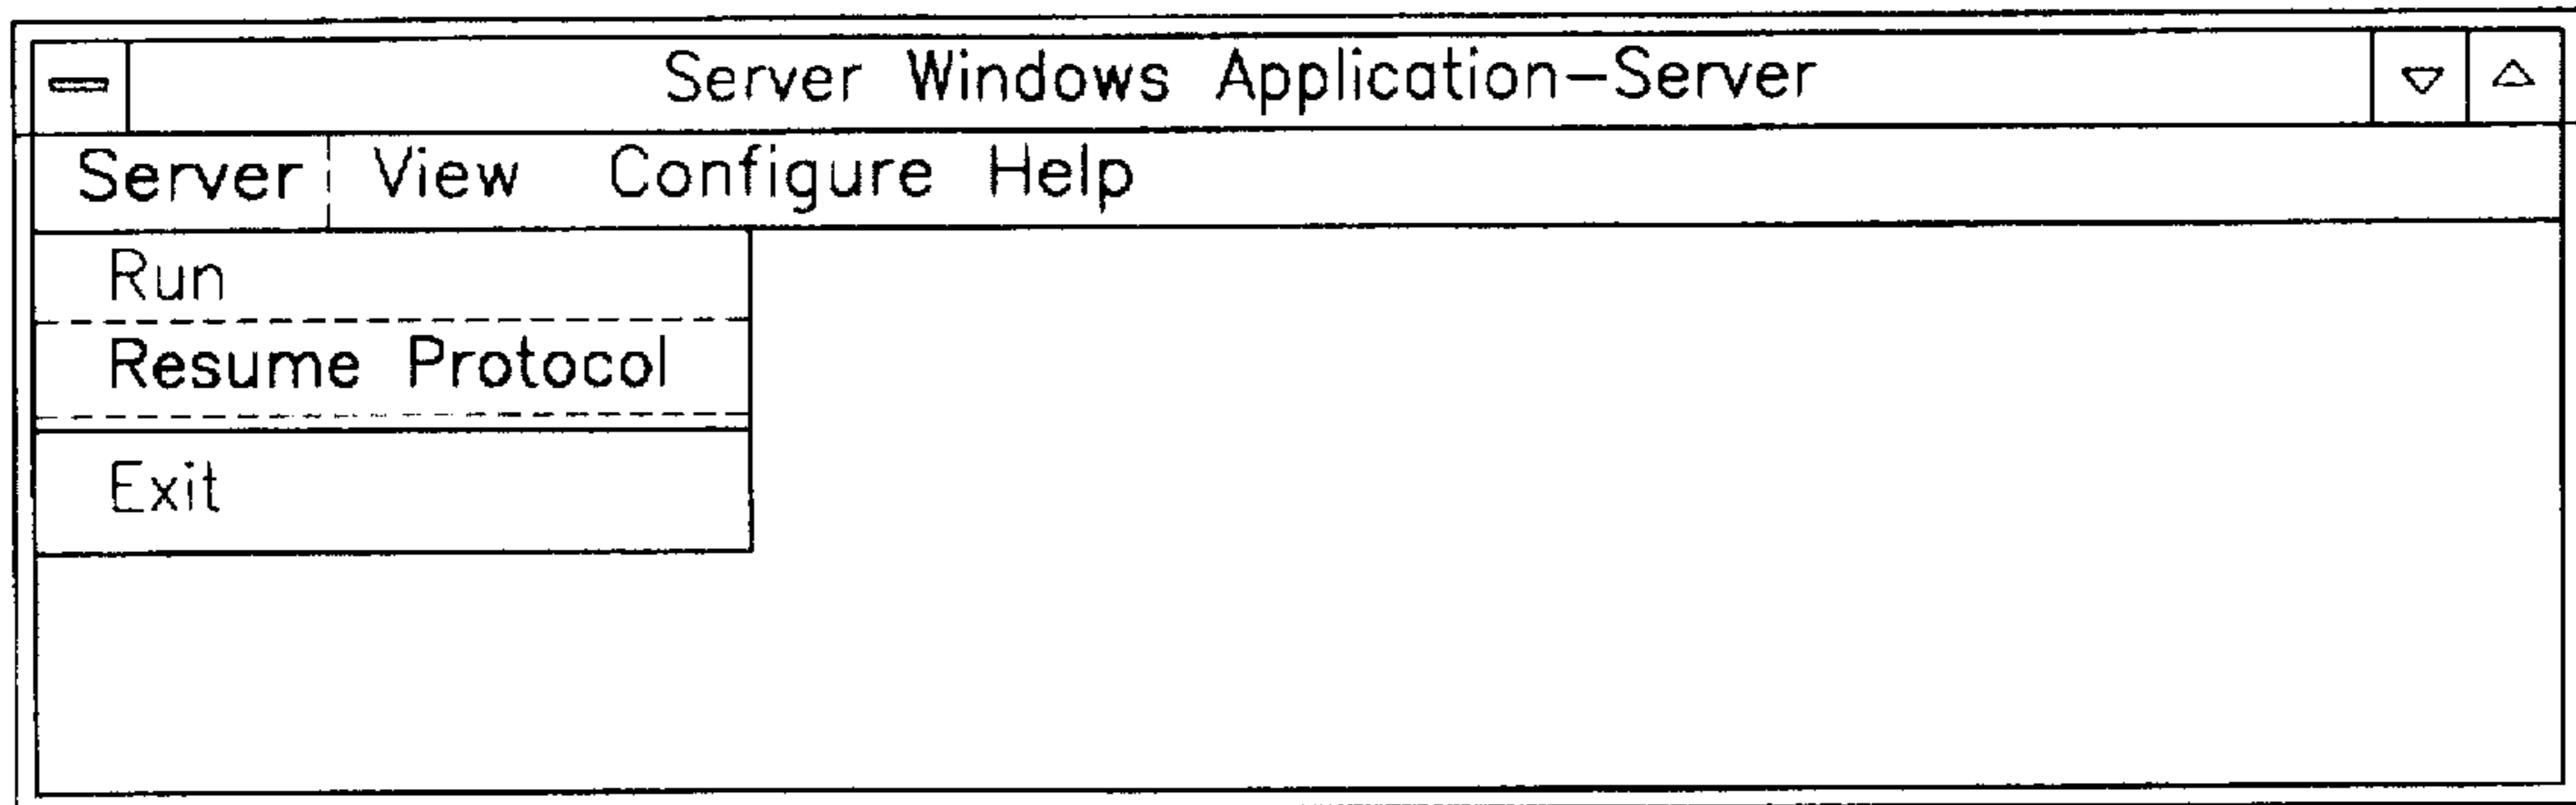 Server Windows Application-Server
Server View Configure Help
Run
Resume Protocol
Exit